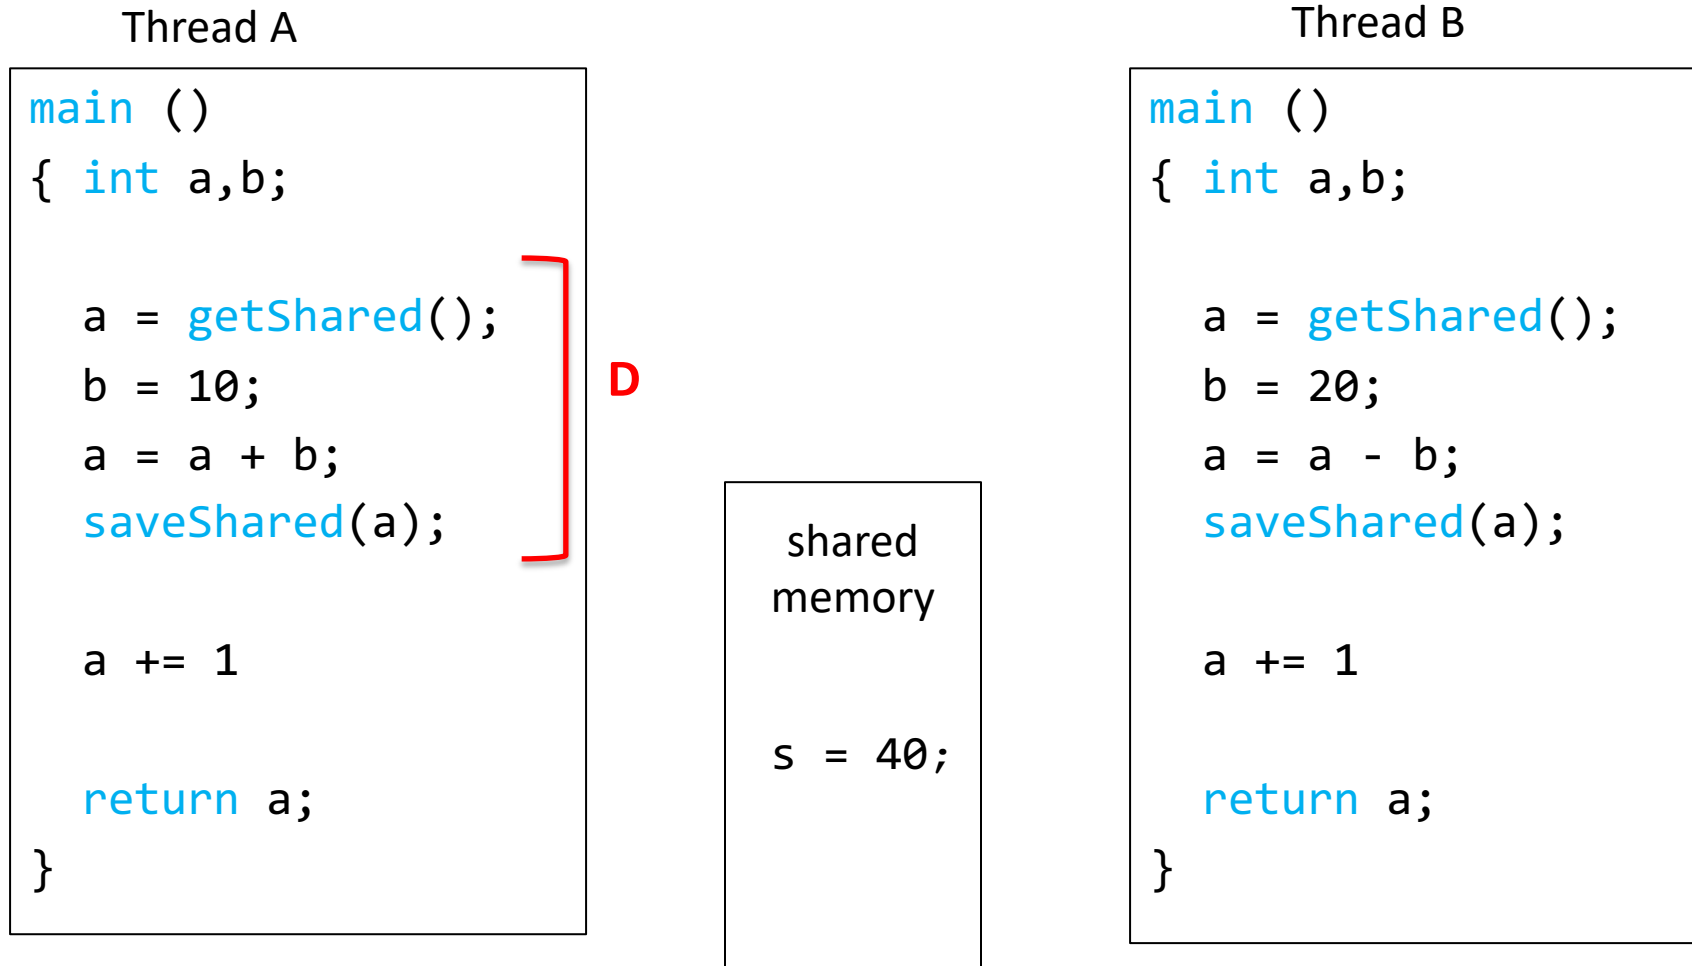 Thread A
main ()
{ int a,b;
a = getShared();
b = 10;
a = a + b;
saveShared(a);
a += 1
return a;
}
D
shared
memory
s = 40;
Thread B
main ()
{ int a,b;
a = getShared();
b = 20;
a = a - b;
saveShared(a);
a += 1
return a;
}